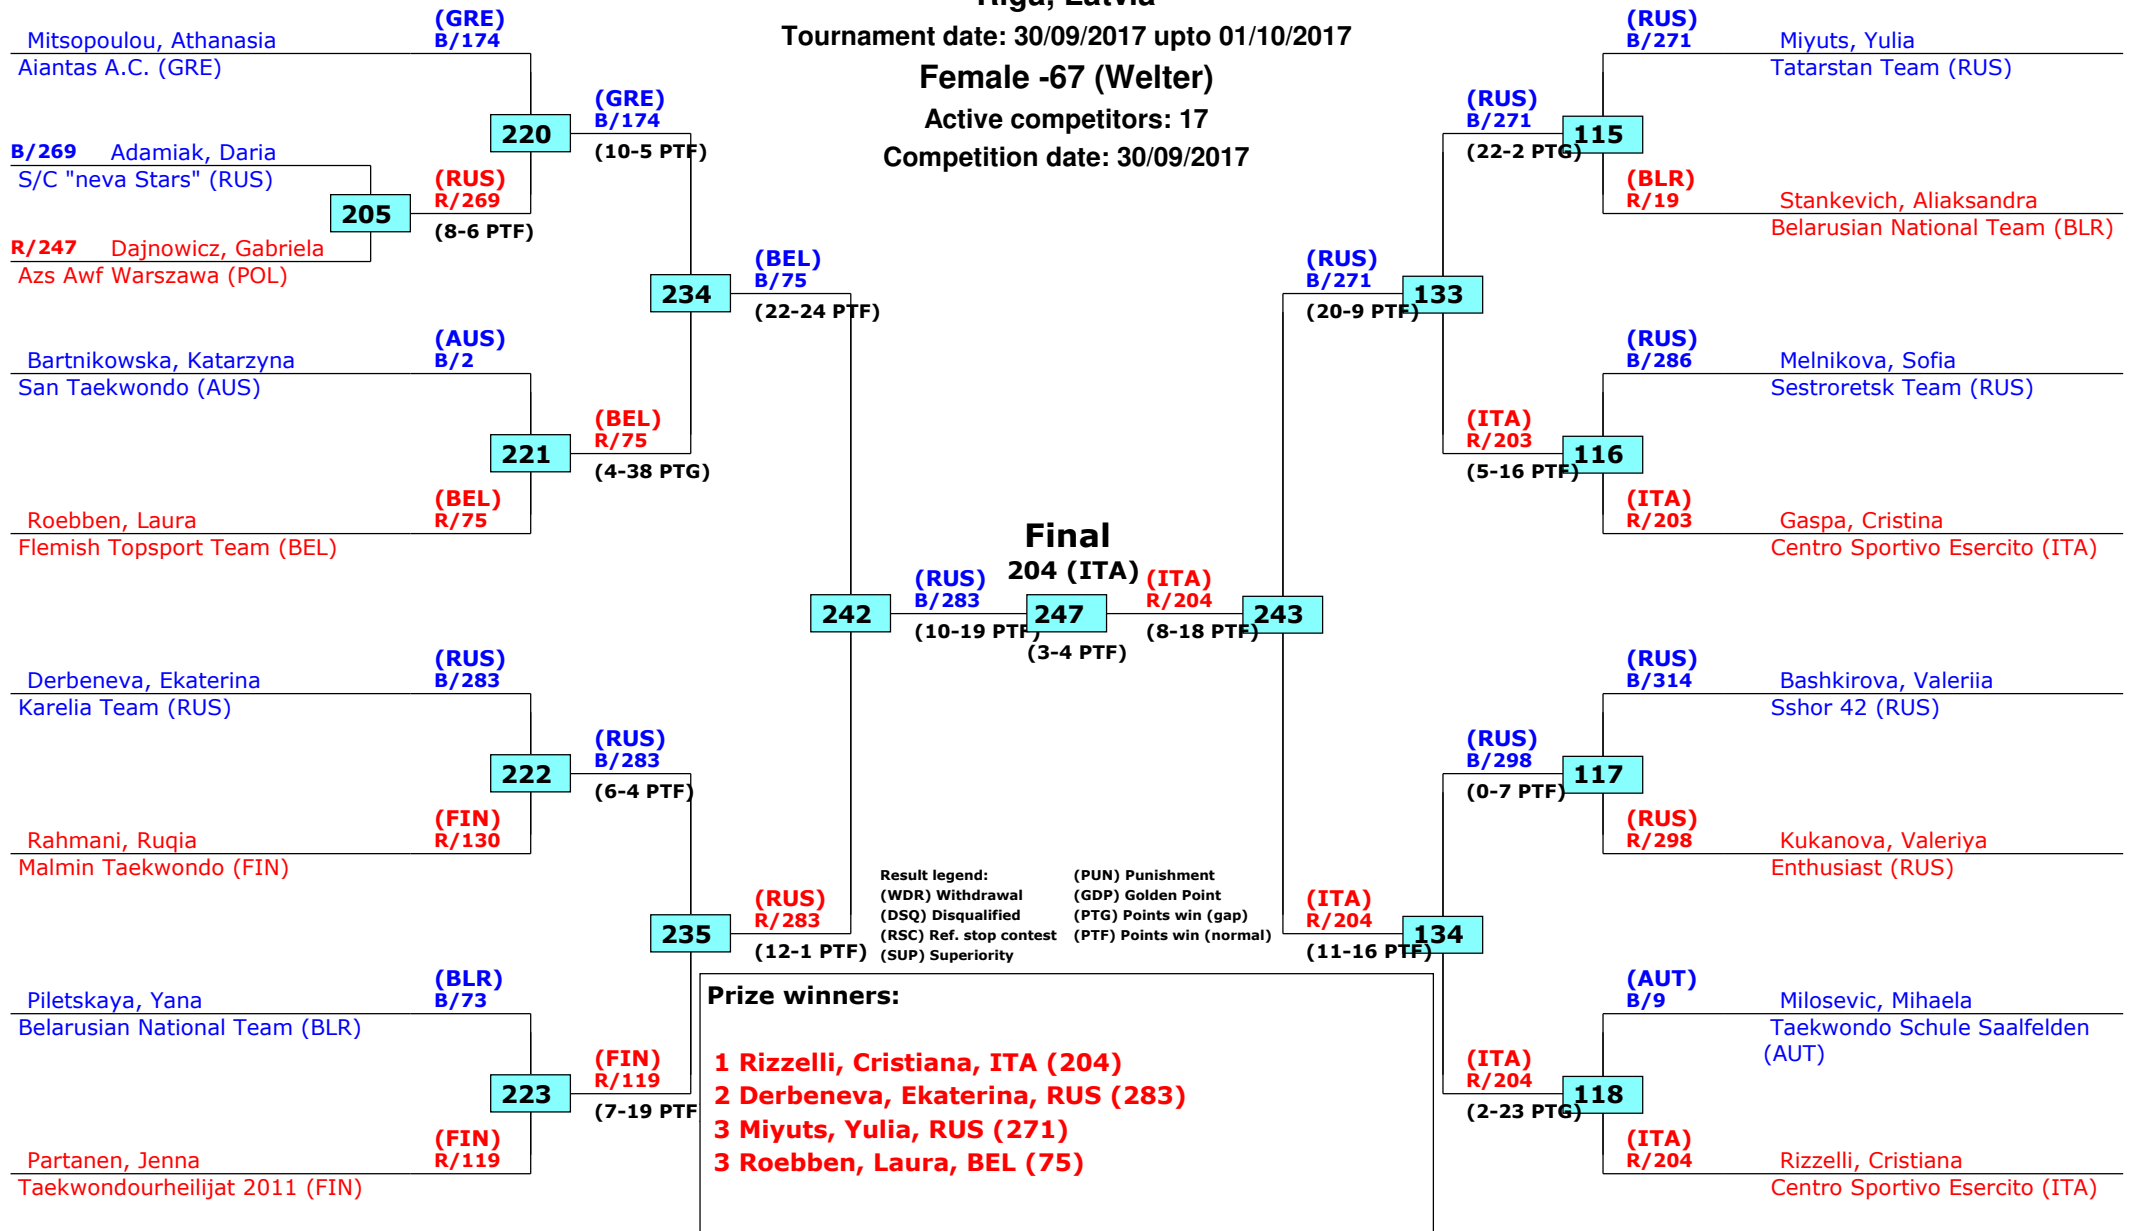 Riga, Latvia
Tournament date: 30/09/2017 upto 01/10/2017
Female -67 (Welter)
Active competitors: 17
Competition date: 30/09/2017
(GRE)
Mitsopoulou, Athanasia B/174
Aiantas A.C. (GRE)
(GRE)
B/174
220
(10-5 PTF)
B/269 Adamiak, Daria
S/C "neva Stars" (RUS)
(RUS)
R/269
205
(8-6 PTF)
R/247 Dajnowicz, Gabriela
Azs Awf Warszawa (POL)
(BEL)
B/75
234
(22-24 PTF)
(AUS)
Bartnikowska, Katarzyna B/2
San Taekwondo (AUS)
(BEL)
R/75
221
(4-38 PTG)
(BEL)
Roebben, Laura R/75
Flemish Topsport Team (BEL)
Final
204 (ITA)
(RUS)
B/283
242
(10-19 PTF)
247
(3-4 PTF)
(ITA)
R/204
243
(8-18 PTF)
(RUS)
Derbeneva, Ekaterina B/283
Karelia Team (RUS)
(RUS)
B/283
222
(6-4 PTF)
(FIN)
Rahmani, Ruqia R/130
Malmin Taekwondo (FIN)
(RUS)
R/283
235
(12-1 PTF)
(BLR)
Piletskaya, Yana B/73
Belarusian National Team (BLR)
(FIN)
R/119
223
(7-19 PTF
(FIN)
Partanen, Jenna R/119
Taekwondourheilijat 2011 (FIN)
(RUS)
B/271 Miyuts, Yulia
Tatarstan Team (RUS)
(RUS)
B/271
115
(22-2 PTG)
(BLR)
R/19 Stankevich, Aliaksandra
Belarusian National Team (BLR)
(RUS)
B/271
133
(20-9 PTF)
(RUS)
B/286 Melnikova, Sofia
Sestroretsk Team (RUS)
(ITA)
R/203
116
(5-16 PTF)
(ITA)
R/203 Gaspa, Cristina
Centro Sportivo Esercito (ITA)
(RUS)
B/314 Bashkirova, Valeriia
Sshor 42 (RUS)
(RUS)
B/298
117
(0-7 PTF)
(RUS)
R/298 Kukanova, Valeriya
Enthusiast (RUS)
(ITA)
R/204
134
(11-16 PTF)
(AUT)
B/9 Milosevic, Mihaela
Taekwondo Schule Saalfelden
(AUT)
(ITA)
R/204
118
(2-23 PTG)
(ITA)
R/204 Rizzelli, Cristiana
Centro Sportivo Esercito (ITA)
Result legend: (PUN) Punishment
(WDR) Withdrawal (GDP) Golden Point
(DSQ) Disqualified (PTG) Points win (gap)
(RSC) Ref. stop contest (PTF) Points win (normal)
(SUP) Superiority
Prize winners:
1 Rizzelli, Cristiana, ITA (204)
2 Derbeneva, Ekaterina, RUS (283)
3 Miyuts, Yulia, RUS (271)
3 Roebben, Laura, BEL (75)